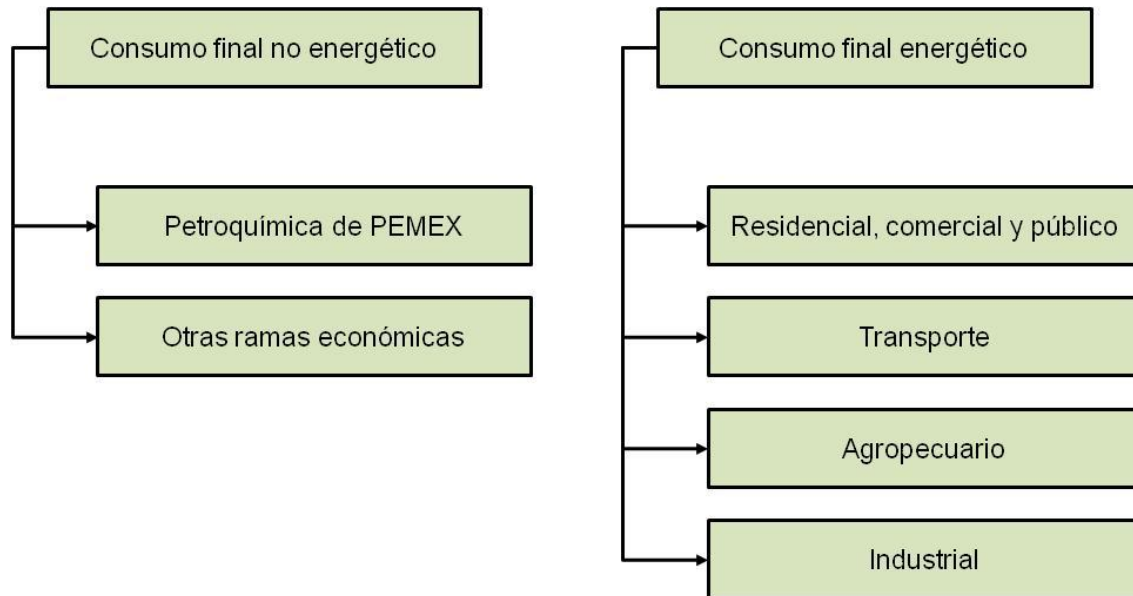 Consumo final no energético
Petroquímica de PEMEX
Otras ramas económicas
Consumo final energético
Residencial, comercial y público
Transporte
Agropecuario
Industrial